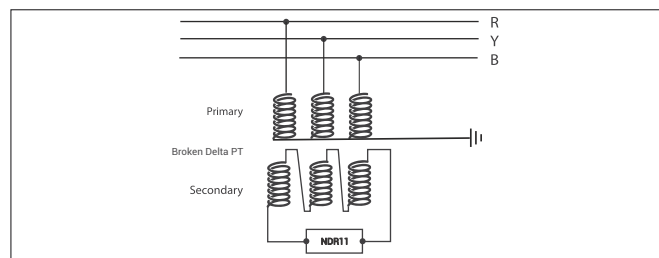 R
Y
B
Primary
Broken Delta PT
Secondary
NDR11